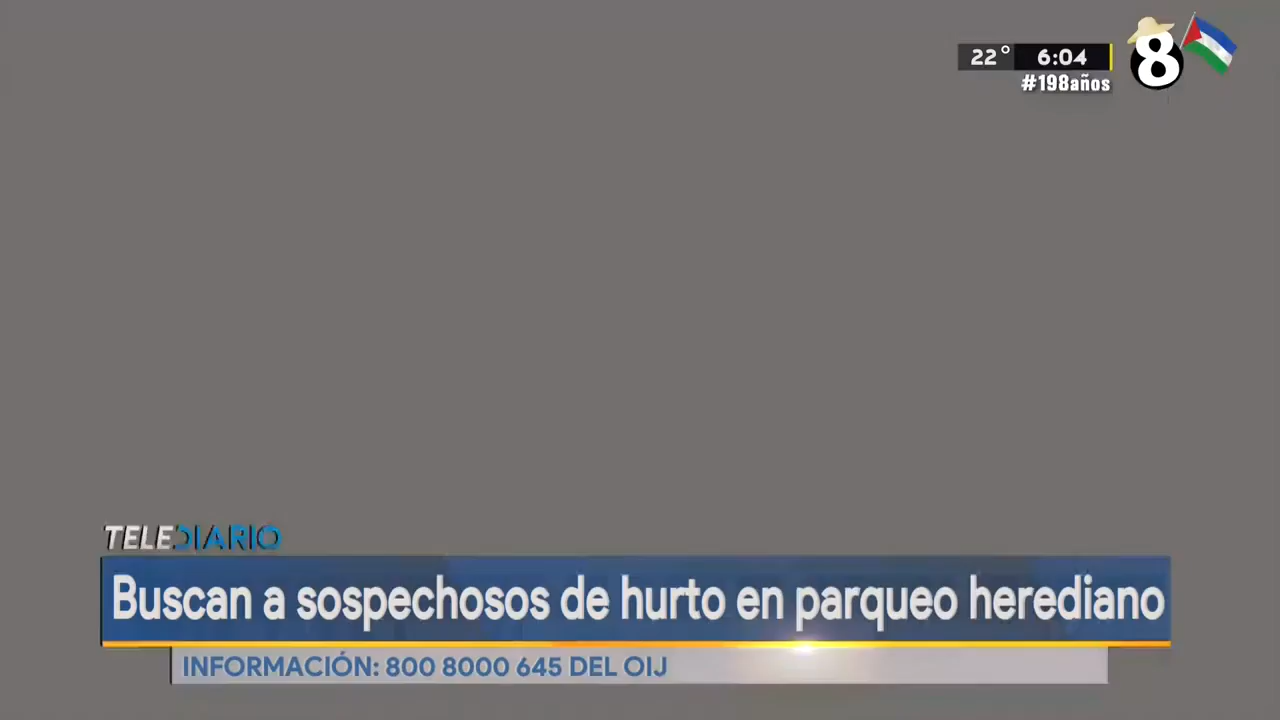 22° 6:04
8
#198años
TELEDIARIO
Buscan a sospechosos de hurto en parqueo herediano
INFORMACIÓN: 800 8000 645 DEL OIJ